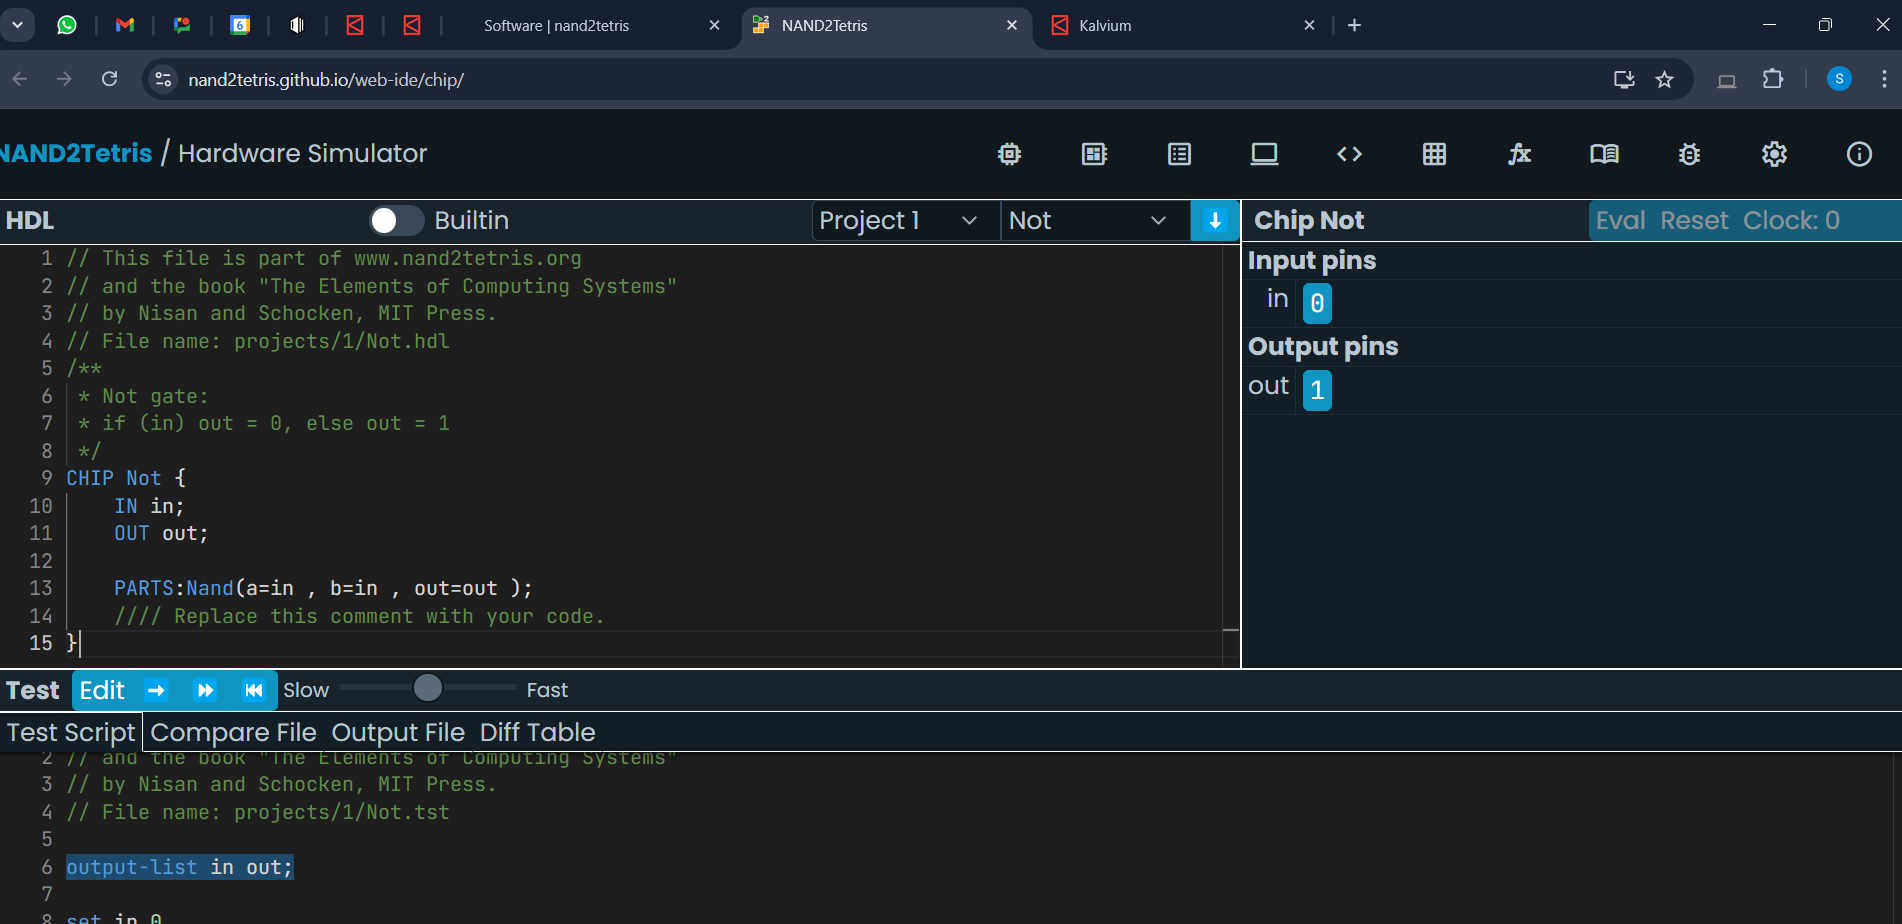 Software | nand2tetris
NAND2Tetris
Kalvium
6
nand2tetris.github.io/web-ide/chip/
S
NAND2Tetris / Hardware Simulator
HDL
Builtin
Project 1
Not
Chip Not
Eval Reset Clock: 0
1 // This file is part of www.nand2tetris.org
2 // and the book "The Elements of Computing Systems"
3 // by Nisan and Schocken, MIT Press.
4 // File name: projects/1/Not.hdl
5 /**
6 * Not gate:
7 * if (in) out = 0, else out = 1
8 */
9 CHIP Not {
10 IN in;
11 OUT out;
12
13 PARTS:Nand(a=in , b=in , out=out );
14 //// Replace this comment with your code.
15 }
Input pins
in 0
Output pins
out 1
Test Edit Slow Fast
Test Script Compare File Output File Diff Table
2 // and the book "The Elements of Computing Systems"
3 // by Nisan and Schocken, MIT Press.
4 // File name: projects/1/Not.tst
5
6 output-list in out;
7
8 set in 0